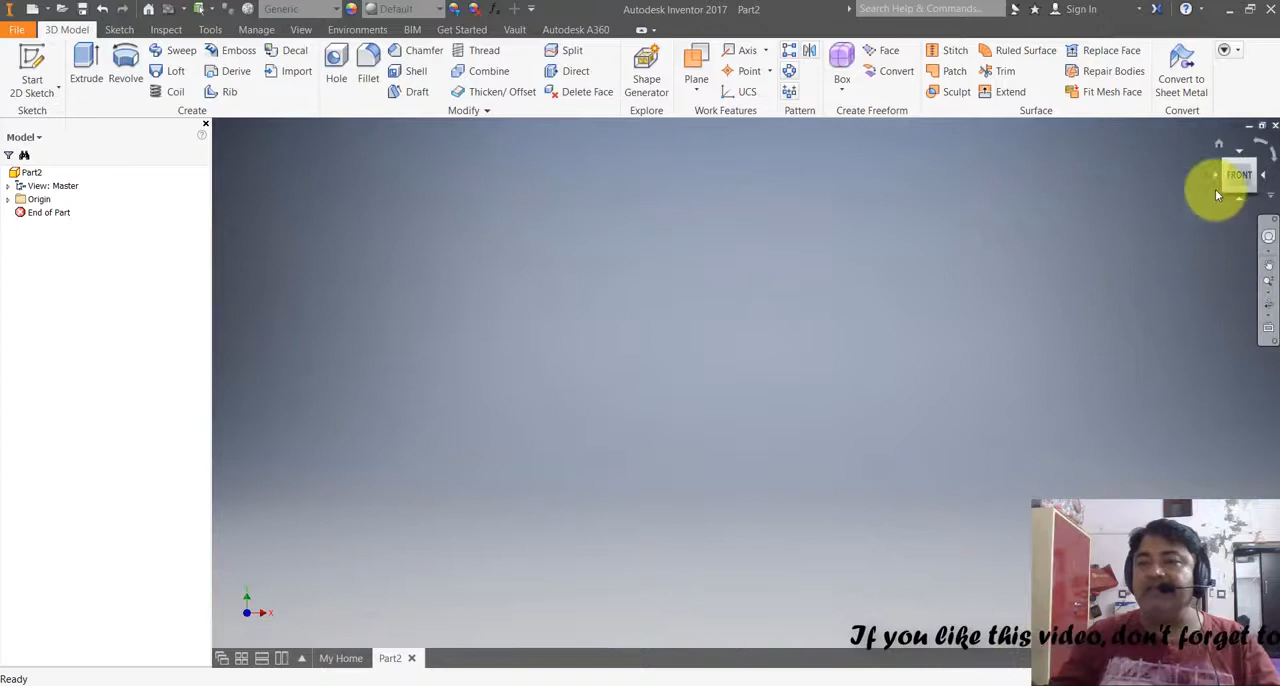 Generic
Default
Autodesk Inventor 2017 Part2
Search Help & Commands...
Sign In
File
3D Model
Sketch
Inspect
Tools
Manage
View
Environments
BIM
Get Started
Vault
Autodesk A360
Start
2D Sketch
Sketch
Extrude
Revolve
Sweep
Loft
Coil
Emboss
Derive
Rib
Decal
Import
Create
Hole
Fillet
Chamfer
Shell
Draft
Thread
Combine
Thicken/ Offset
Split
Direct
Delete Face
Modify
Shape
Generator
Explore
Plane
Axis
Point
UCS
Work Features
Pattern
Box
Face
Convert
Create Freeform
Stitch
Patch
Sculpt
Ruled Surface
Trim
Extend
Replace Face
Repair Bodies
Fit Mesh Face
Surface
Convert to
Sheet Metal
Convert
Model
Part2
View: Master
Origin
End of Part
FRONT
X
If you like this video, don't forget to
My Home
Part2
Ready